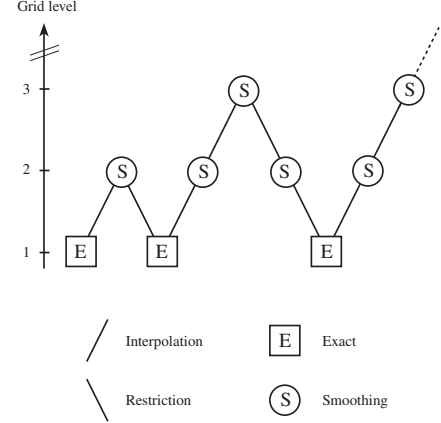 Grid level
3 S S
2 S S S S
1 E E E
Interpolation E Exact
Restriction S Smoothing